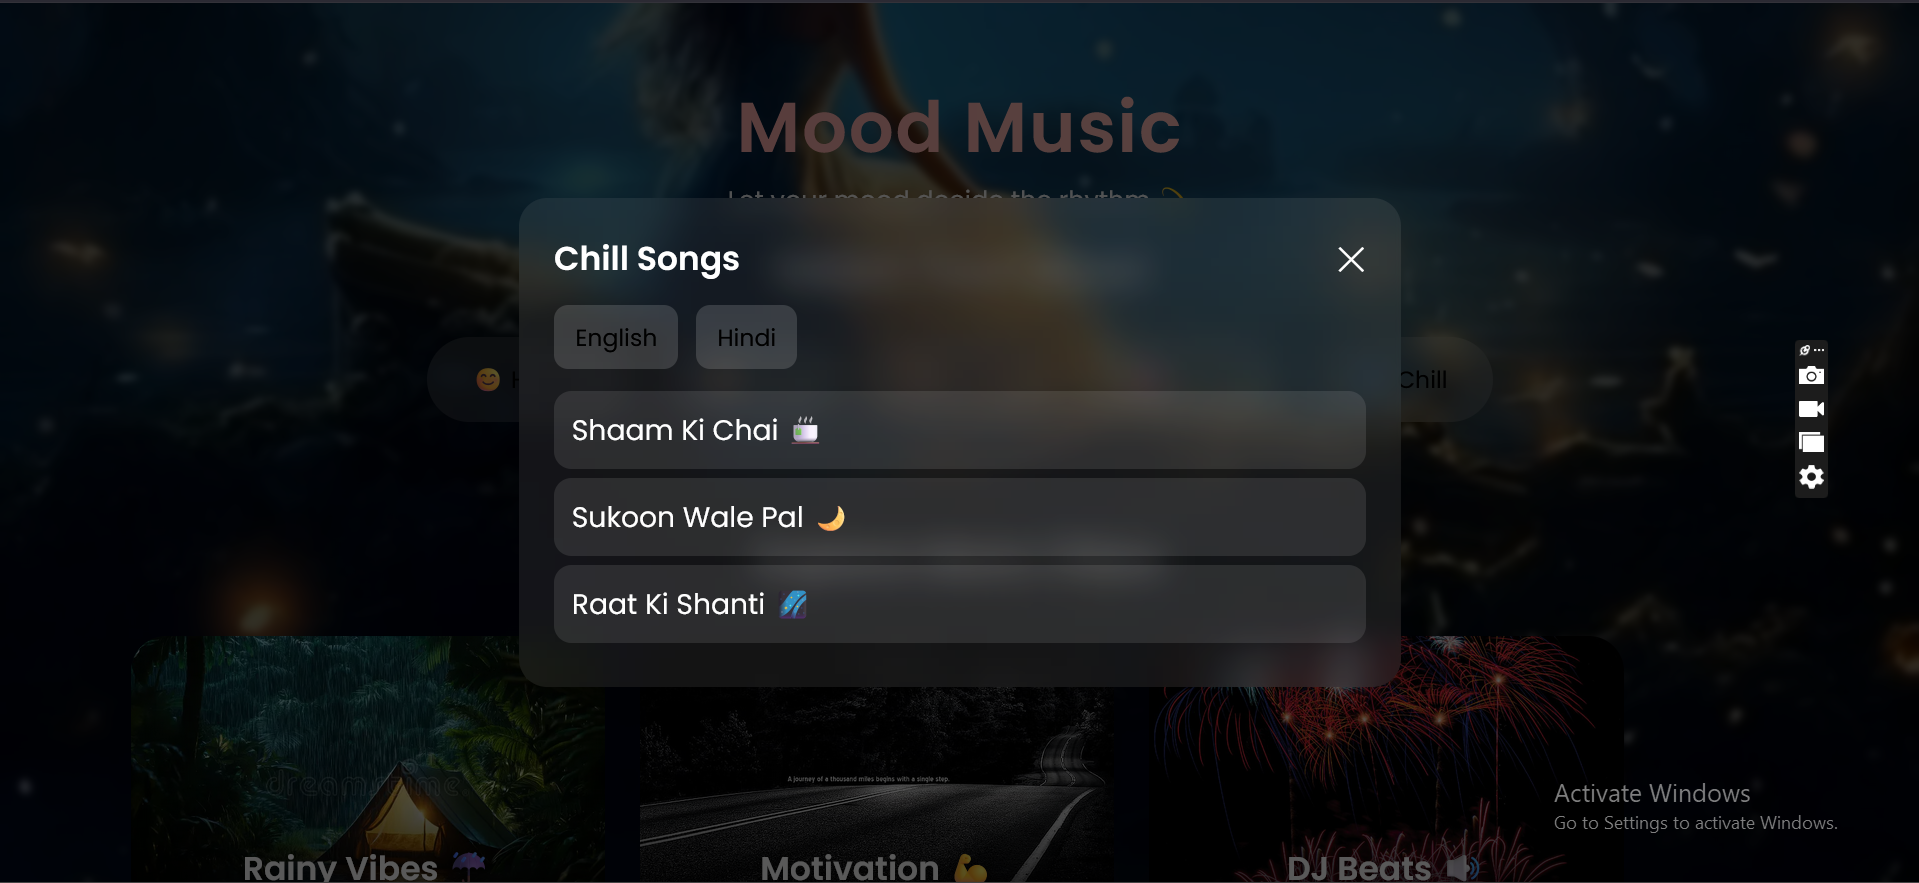 Mood Music
Let your mood decide the rhythm
Chill Songs
English
Hindi
Chill
Shaam Ki Chai ☕
Sukoon Wale Pal 🌙
Raat Ki Shanti 🌌
dreamstime
A journey of a thousand miles begins with a single step.
Rainy Vibes ☔
Motivation 💪
DJ Beats 🔊
Activate Windows
Go to Settings to activate Windows.